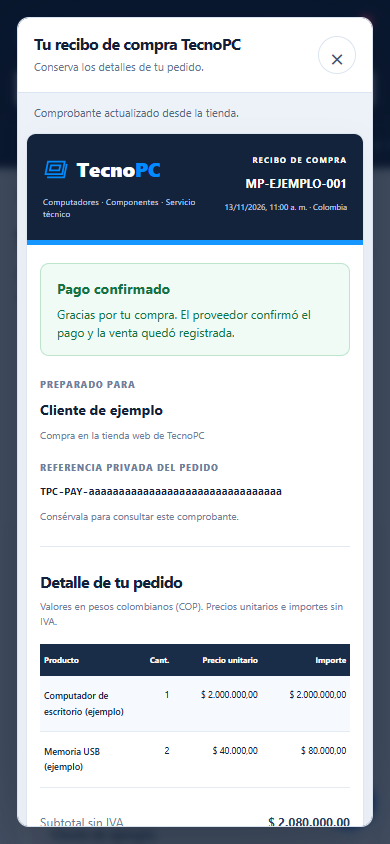 Tu recibo de compra TecnoPC
Conserva los detalles de tu pedido.
×
Comprobante actualizado desde la tienda.
TecnoPC
Computadores · Componentes · Servicio
técnico
RECIBO DE COMPRA
MP-EJEMPLO-001
13/11/2026, 11:00 a. m. · Colombia
Pago confirmado
Gracias por tu compra. El proveedor confirmó el
pago y la venta quedó registrada.
PREPARADO PARA
Cliente de ejemplo
Compra en la tienda web de TecnoPC
REFERENCIA PRIVADA DEL PEDIDO
TPC-PAY-aaaaaaaaaaaaaaaaaaaaaaaaaaaaaaaa
Consérvala para consultar este comprobante.
Detalle de tu pedido
Valores en pesos colombianos (COP). Precios unitarios e importes sin
IVA.
Producto Cant. Precio unitario Importe
Computador de 1 $ 2.000.000,00 $ 2.000.000,00
escritorio (ejemplo)
Memoria USB 2 $ 40.000,00 $ 80.000,00
(ejemplo)
Subtotal sin IVA $ 2.080.000,00